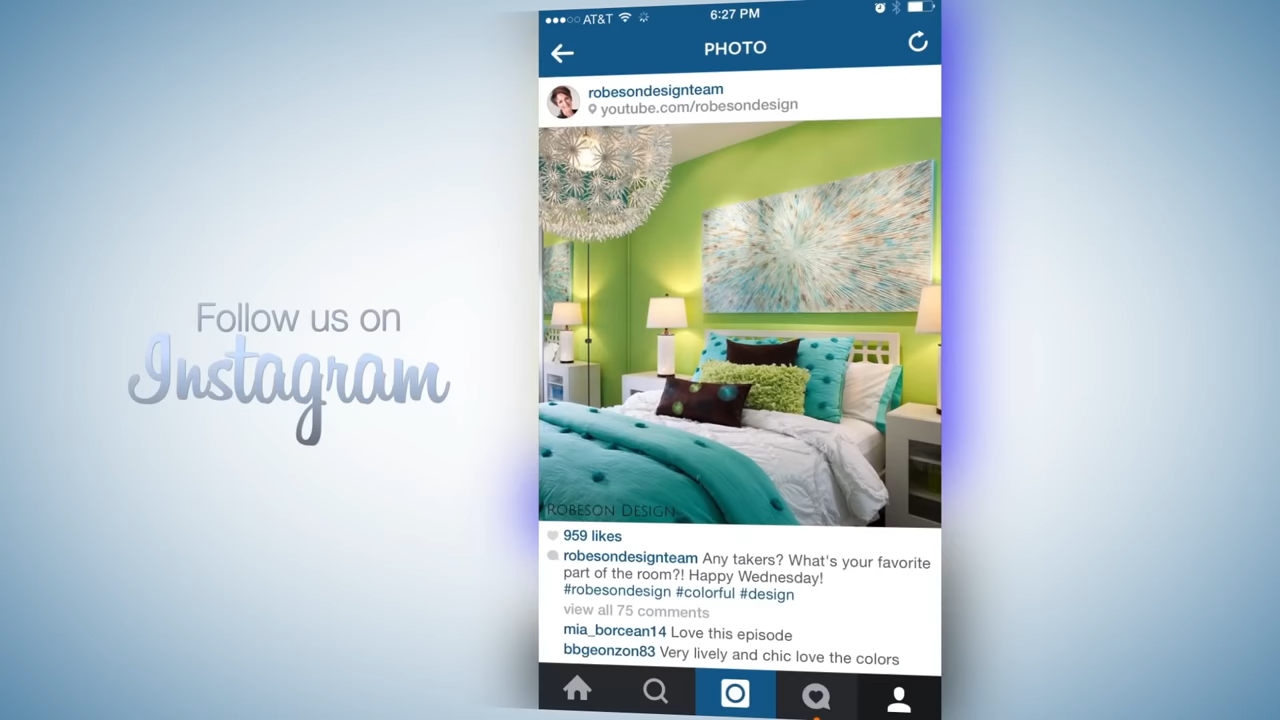 AT&T 6:27 PM
PHOTO
robesondesignteam
youtube.com/robesondesign
Follow us on
Instagram
ROBESON DESIGN
959 likes
robesondesignteam Any takers? What's your favorite
part of the room?! Happy Wednesday!
#robesondesign #colorful #design
view all 75 comments
mia_borcean14 Love this episode
bbgeonzon83 Very lively and chic love the colors